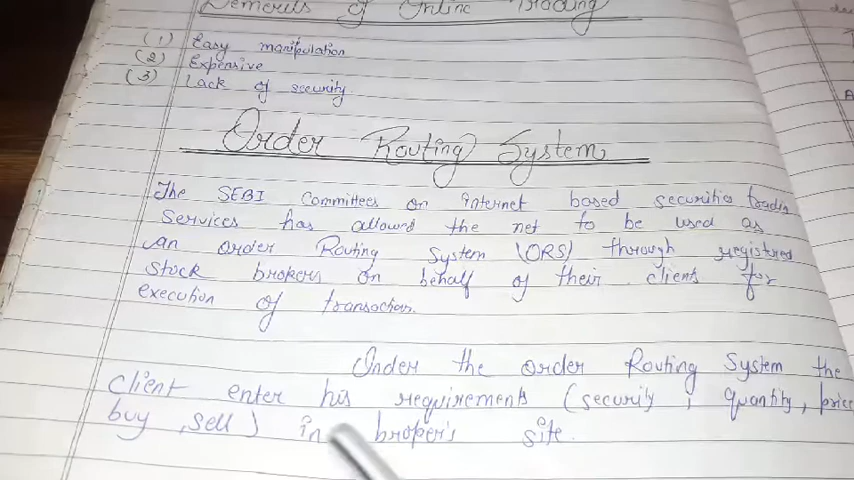 Demerits of Online Trading
(1) Easy manipulation
(2) Expensive
(3) Lack of security
Order Routing System
The SEBI Committees on internet based securities trading
Services has allowed the net to be used as
an order Routing System (ORS) through registered
stock brokers on behalf of their clients for
execution of transaction.
Under the order Routing System the
client enter his requirements (security, quantity, price
buy, sell) in broper's site.